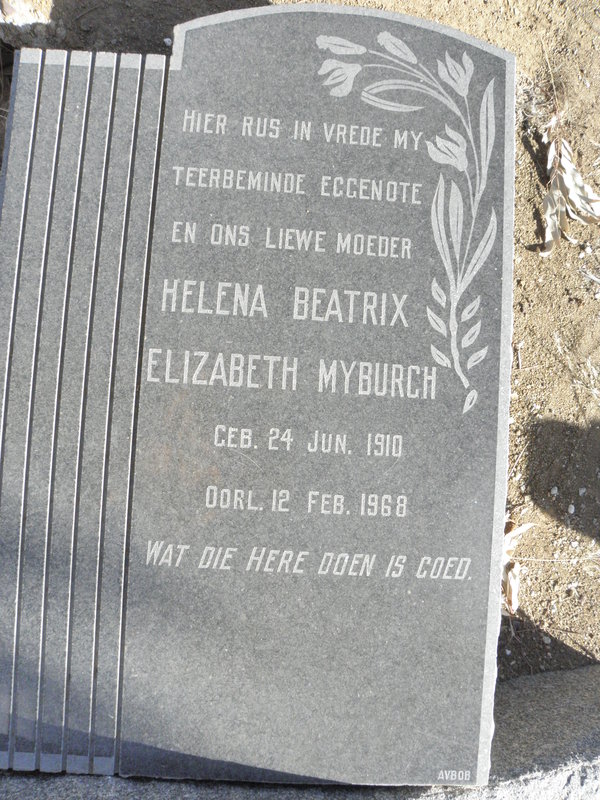 HIER RUS IN VREDE MY
TEERBEMINDE EGGENOTE
EN ONS LIEWE MOEDER
HELENA BEATRIX
ELIZABETH MYBURGH
GEB. 24 JUN. 1910
OORL. 12 FEB. 1968
WAT DIE HERE DOEN IS GOED.
AVBOB